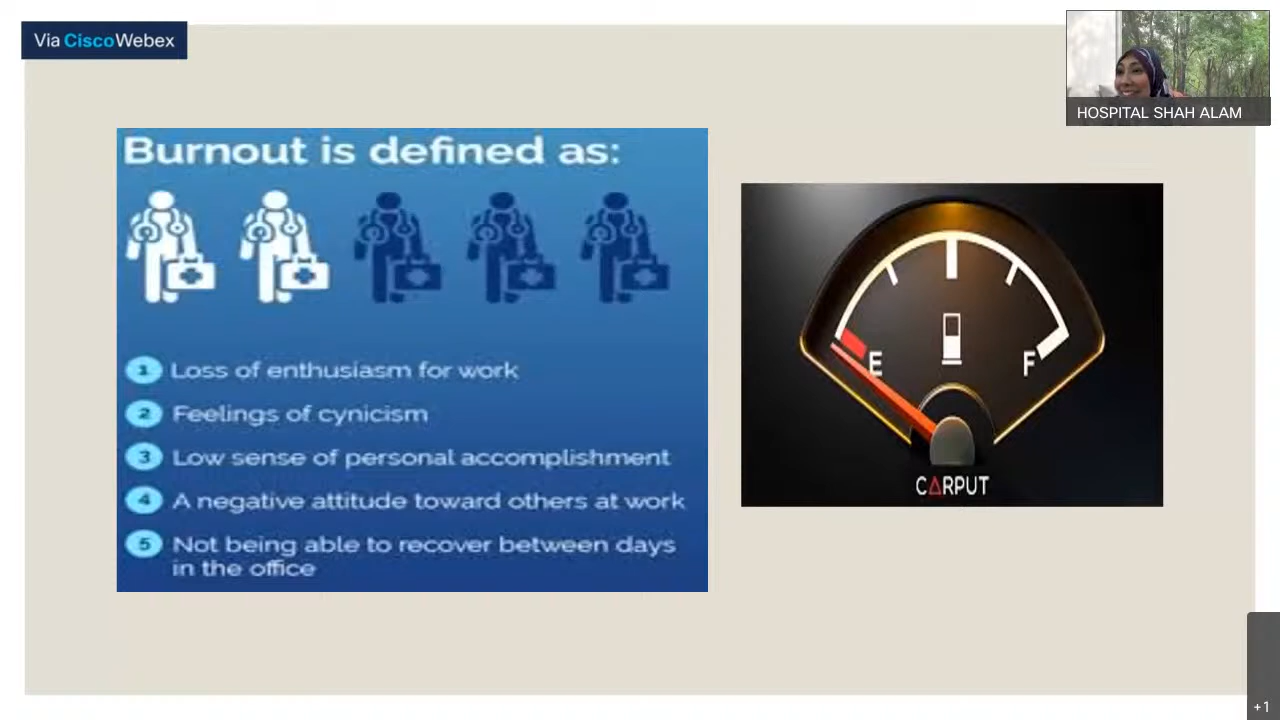 Via CiscoWebex
HOSPITAL SHAH ALAM
Burnout is defined as:
1 Loss of enthusiasm for work
2 Feelings of cynicism
3 Low sense of personal accomplishment
4 A negative attitude toward others at work
5 Not being able to recover between days
in the office
E
F
CARPUT
+1